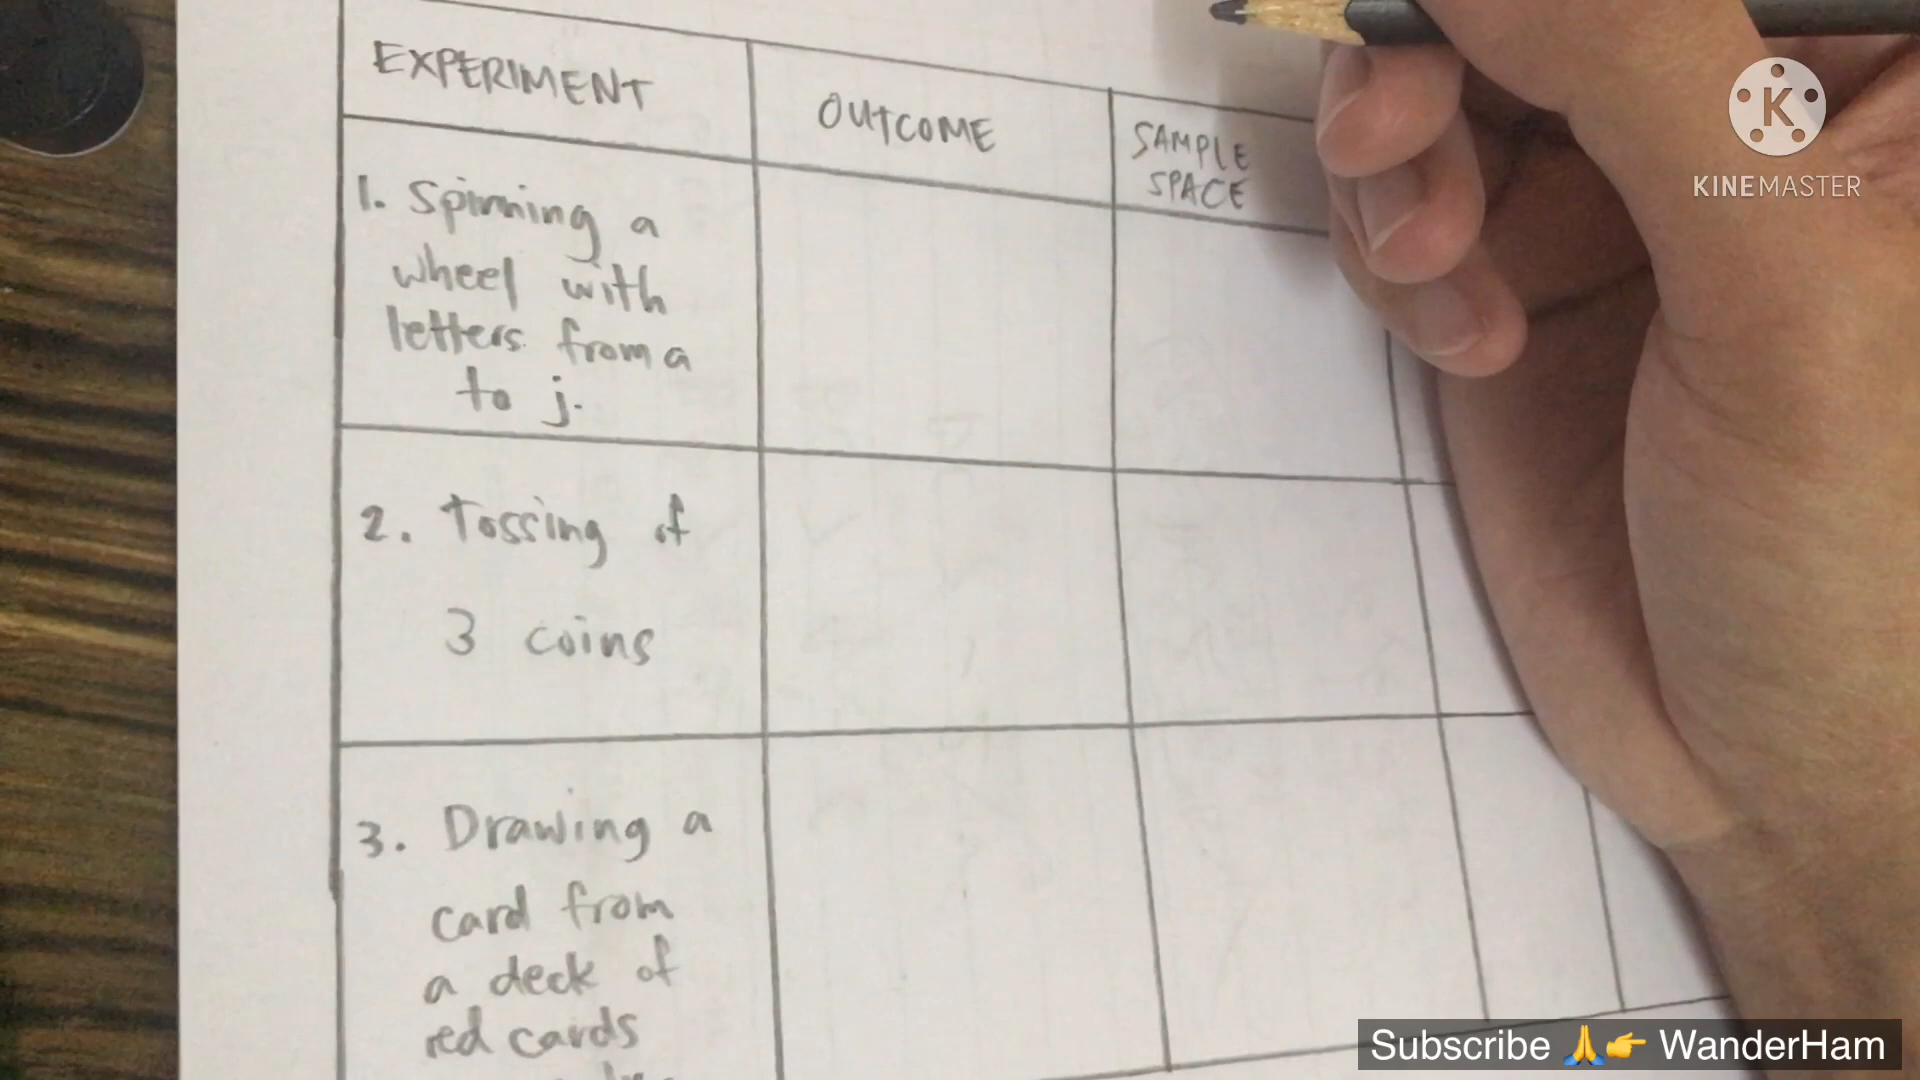 EXPERIMENT
OUTCOME
SAMPLE
SPACE
1. Spinning a
wheel with
letters from a
to j.
2. Tossing of
3 coins
3. Drawing a
card from
a deck of
red cards
K
KINEMASTER
Subscribe 🙏👉 WanderHam